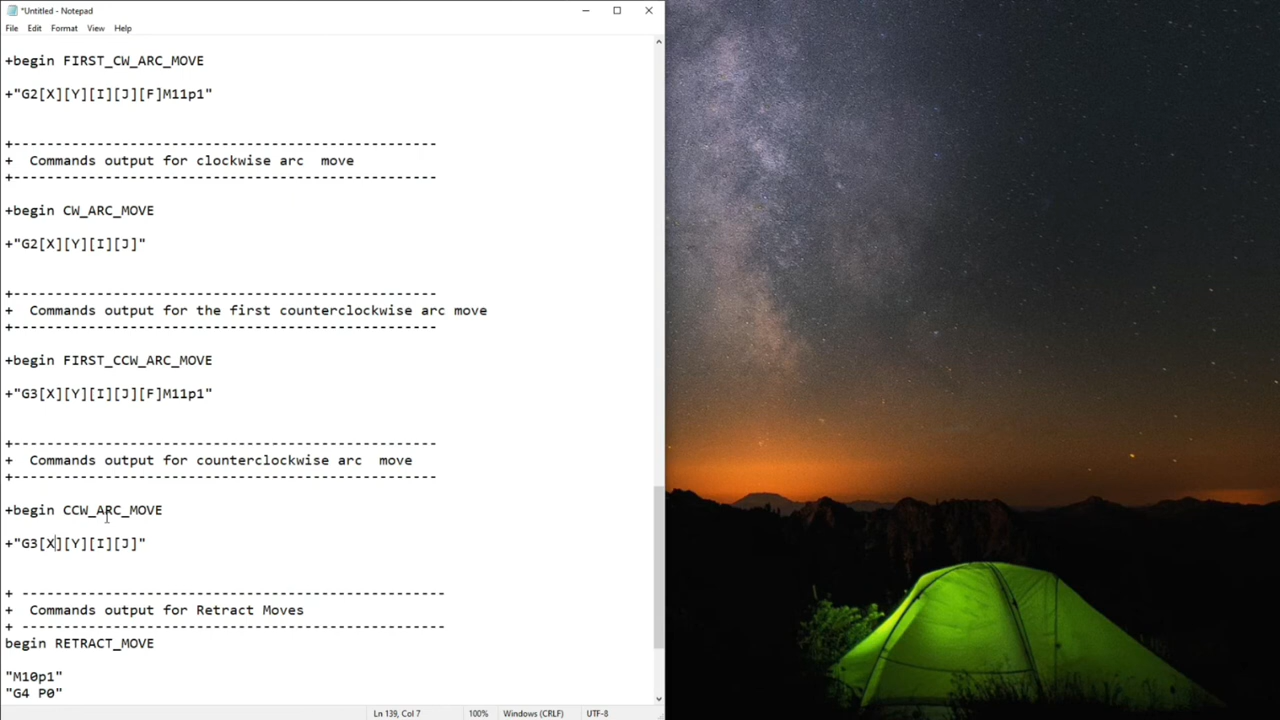 *Untitled - Notepad
File Edit Format View Help
+begin FIRST_CW_ARC_MOVE
+"G2[X][Y][I][J][F]M11p1"
+---------------------------------------------------
+  Commands output for clockwise arc  move
+---------------------------------------------------
+begin CW_ARC_MOVE
+"G2[X][Y][I][J]"
+---------------------------------------------------
+  Commands output for the first counterclockwise arc move
+---------------------------------------------------
+begin FIRST_CCW_ARC_MOVE
+"G3[X][Y][I][J][F]M11p1"
+---------------------------------------------------
+  Commands output for counterclockwise arc  move
+---------------------------------------------------
+begin CCW_ARC_MOVE
+"G3[X][Y][I][J]"
+ ---------------------------------------------------
+  Commands output for Retract Moves
+ ---------------------------------------------------
begin RETRACT_MOVE
"M10p1"
"G4 P0"
Ln 139, Col 7 100% Windows (CRLF) UTF-8